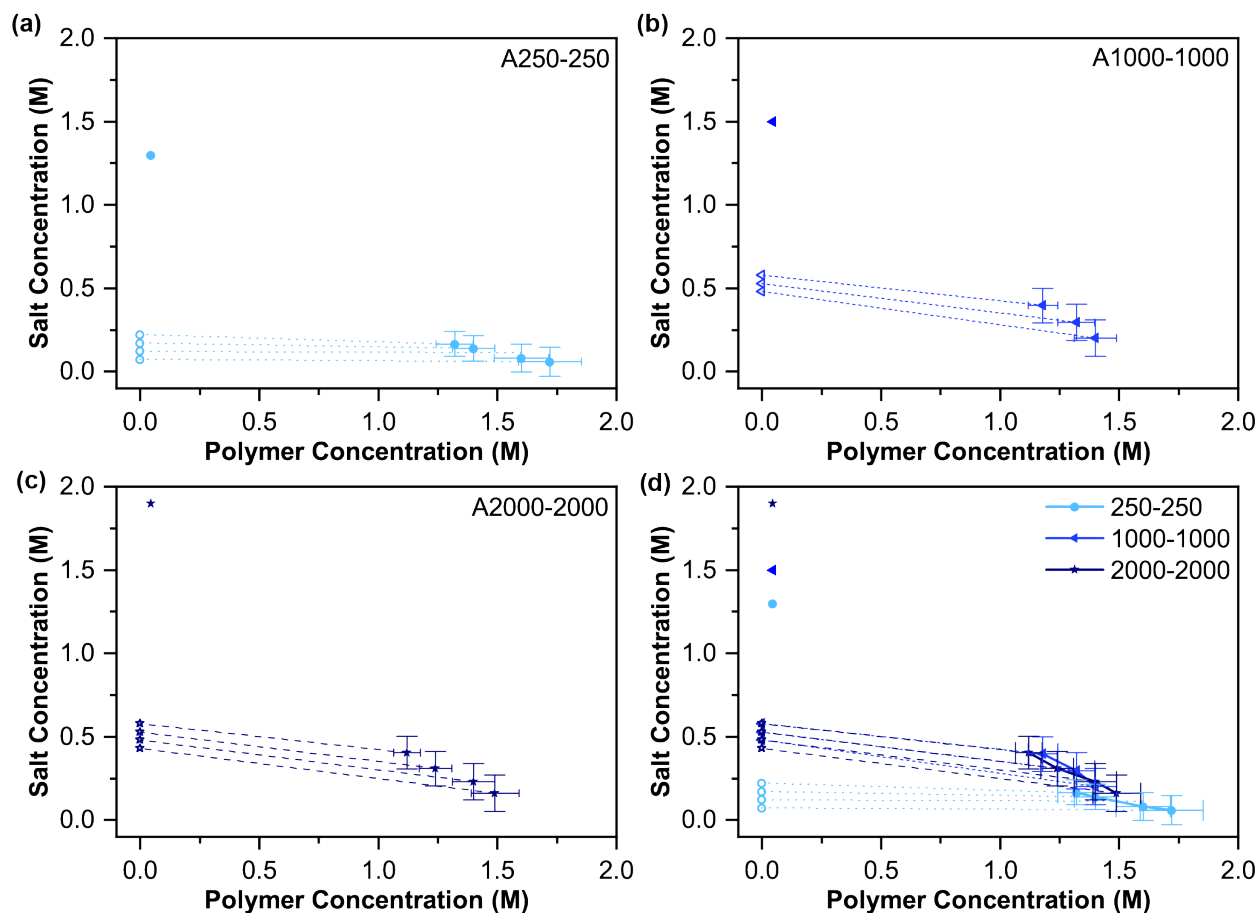 (a)
A250-250
Salt Concentration (M)
2.0
1.5
1.0
0.5
0.0
0.0 0.5 1.0 1.5 2.0
Polymer Concentration (M)
(b)
A1000-1000
Salt Concentration (M)
2.0
1.5
1.0
0.5
0.0
0.0 0.5 1.0 1.5 2.0
Polymer Concentration (M)
(c)
A2000-2000
Salt Concentration (M)
2.0
1.5
1.0
0.5
0.0
0.0 0.5 1.0 1.5 2.0
Polymer Concentration (M)
(d)
250-250
1000-1000
2000-2000
Salt Concentration (M)
2.0
1.5
1.0
0.5
0.0
0.0 0.5 1.0 1.5 2.0
Polymer Concentration (M)